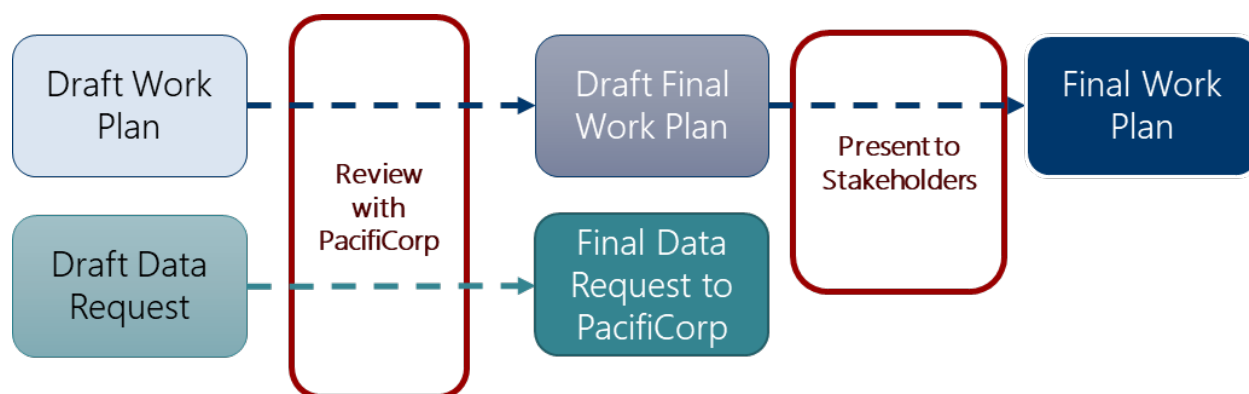 Draft Work
Plan
Review
with
PacifiCorp
Draft Final
Work Plan
Present to
Stakeholders
Final Work
Plan
Draft Data
Request
Final Data
Request to
PacifiCorp